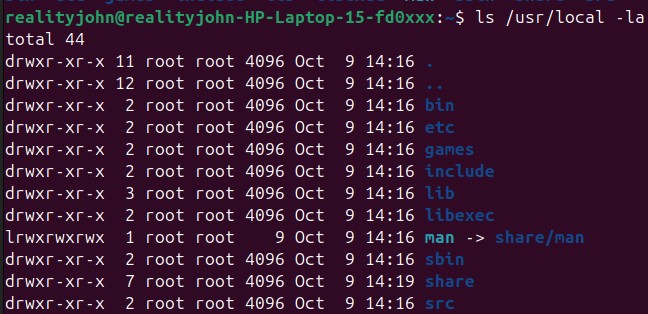 realityjohn@realityjohn-HP-Laptop-15-fd0xxx:~$ ls /usr/local -la
total 44
drwxr-xr-x 11 root root 4096 Oct  9 14:16 .
drwxr-xr-x 12 root root 4096 Oct  9 14:16 ..
drwxr-xr-x  2 root root 4096 Oct  9 14:16 bin
drwxr-xr-x  2 root root 4096 Oct  9 14:16 etc
drwxr-xr-x  2 root root 4096 Oct  9 14:16 games
drwxr-xr-x  2 root root 4096 Oct  9 14:16 include
drwxr-xr-x  3 root root 4096 Oct  9 14:16 lib
drwxr-xr-x  2 root root 4096 Oct  9 14:16 libexec
lrwxrwxrwx  1 root root    9 Oct  9 14:16 man -> share/man
drwxr-xr-x  2 root root 4096 Oct  9 14:16 sbin
drwxr-xr-x  7 root root 4096 Oct  9 14:19 share
drwxr-xr-x  2 root root 4096 Oct  9 14:16 src